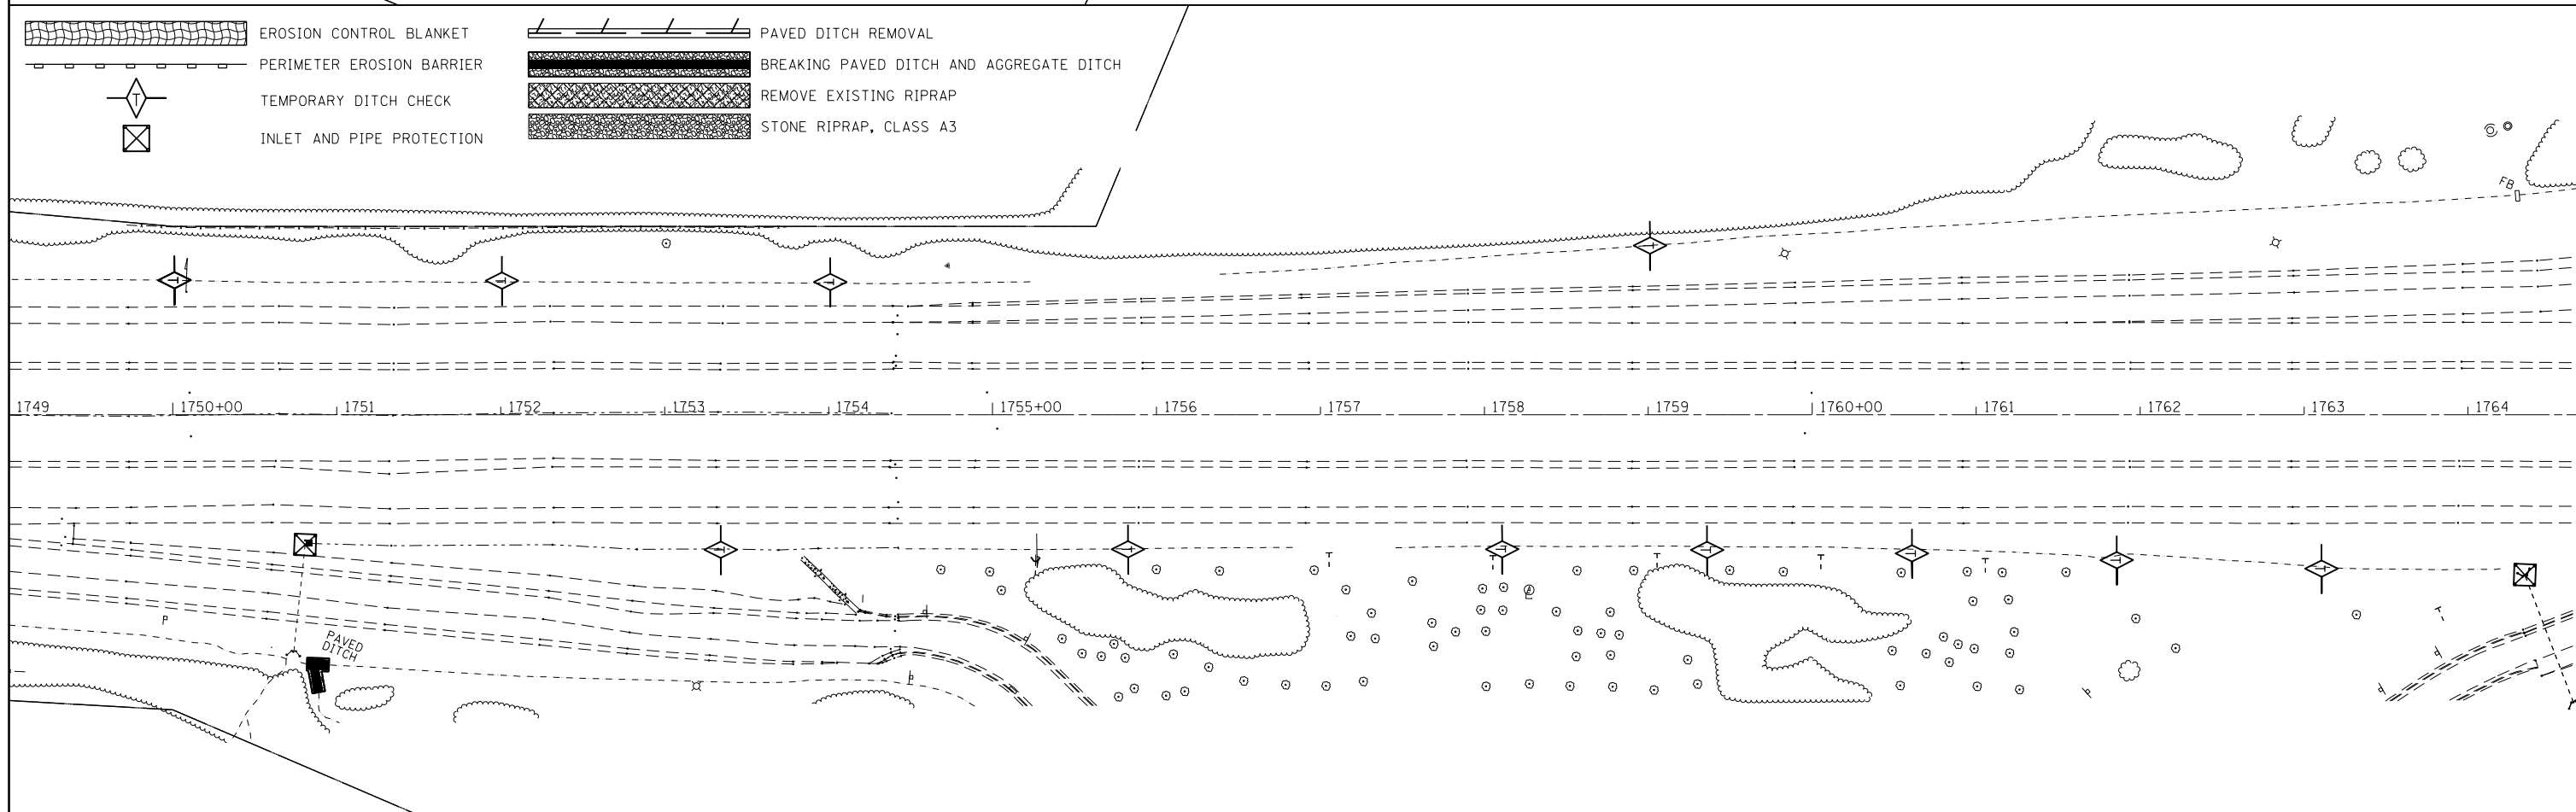 EROSION CONTROL BLANKET
PERIMETER EROSION BARRIER
T TEMPORARY DITCH CHECK
INLET AND PIPE PROTECTION
PAVED DITCH REMOVAL
BREAKING PAVED DITCH AND AGGREGATE DITCH
REMOVE EXISTING RIPRAP
STONE RIPRAP, CLASS A3
FB
T T T T
1749 1750+00 1751 1752 1753 1754 1755+00 1756 1757 1758 1759 1760+00 1761 1762 1763 1764
T T T T T T T
T T T T T T
E
P P P P P P
PAVED
DITCH